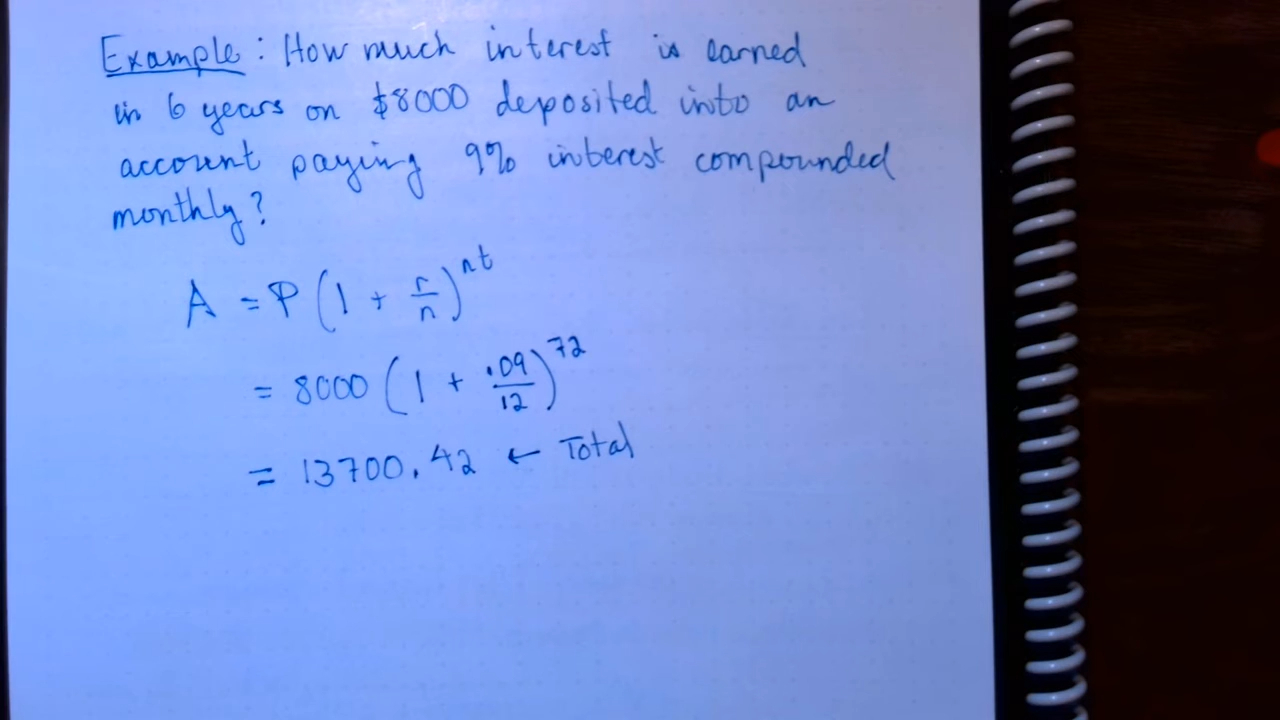 Example: How much interest is earned
in 6 years on $8000 deposited into an
account paying 9% interest compounded
monthly?
A = P(1 + r/n)^nt
= 8000(1 + .09/12)^72
= 13700.42 ← Total